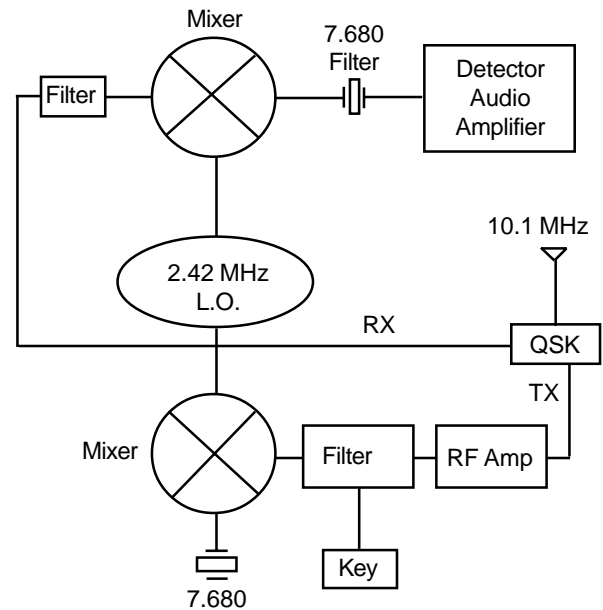 Mixer
7.680
Filter
Filter
Detector
Audio
Amplifier
10.1 MHz
2.42 MHz
L.O.
RX
QSK
TX
Mixer
Filter
RF Amp
Key
7.680